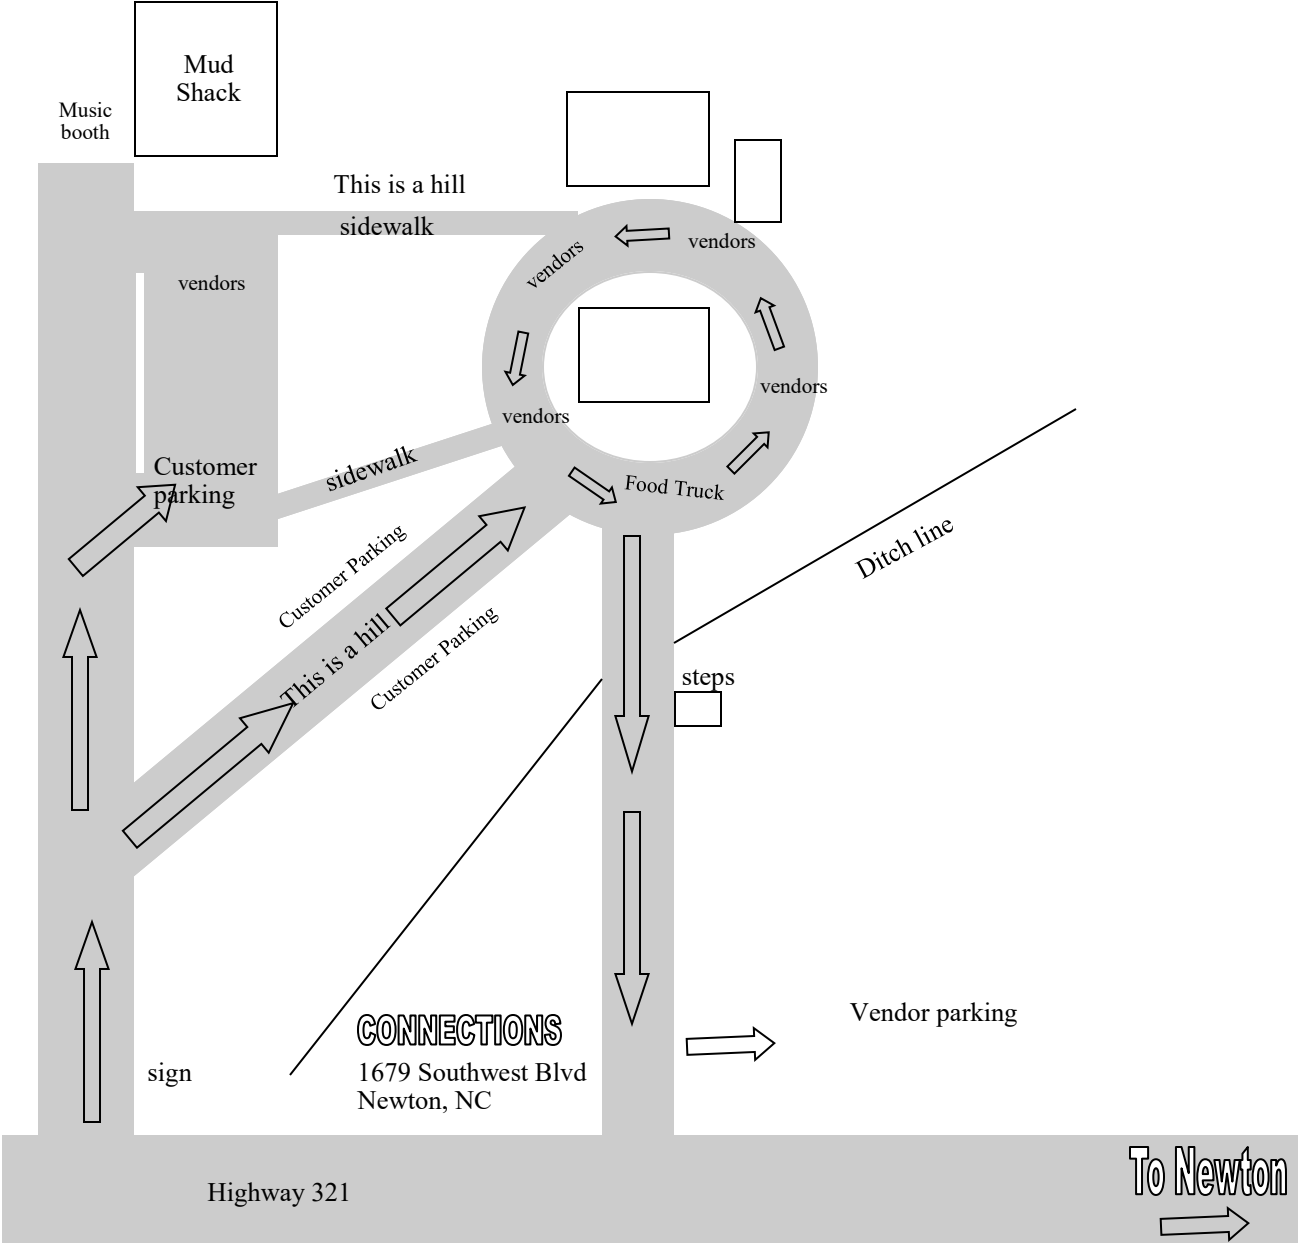 Mud
Shack
Music
booth
This is a hill
sidewalk
vendors
vendors
vendors
vendors
vendors
Customer
parking
sidewalk
Food Truck
Customer Parking
This is a hill
Customer Parking
Ditch line
steps
Vendor parking
CONNECTIONS
sign
1679 Southwest Blvd
Newton, NC
To Newton
Highway 321